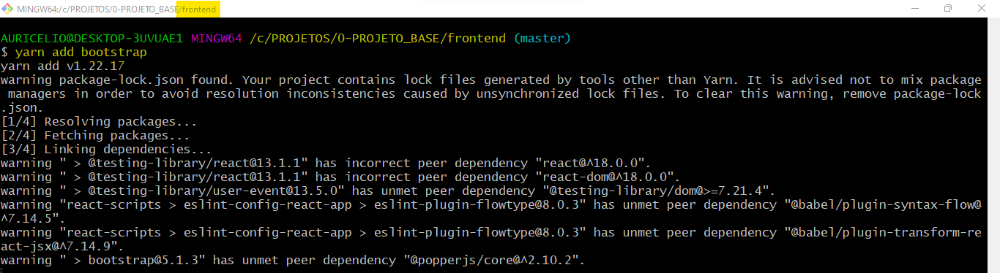 MINGW64:/c/PROJETOS/0-PROJETO_BASE/frontend
AURICELIO@DESKTOP-3UVUAE1 MINGW64 /c/PROJETOS/0-PROJETO_BASE/frontend (master)
$ yarn add bootstrap
yarn add v1.22.17
warning package-lock.json found. Your project contains lock files generated by tools other than Yarn. It is advised not to mix package
 managers in order to avoid resolution inconsistencies caused by unsynchronized lock files. To clear this warning, remove package-lock
.json.
[1/4] Resolving packages...
[2/4] Fetching packages...
[3/4] Linking dependencies...
warning " > @testing-library/react@13.1.1" has incorrect peer dependency "react@^18.0.0".
warning " > @testing-library/react@13.1.1" has incorrect peer dependency "react-dom@^18.0.0".
warning " > @testing-library/user-event@13.5.0" has unmet peer dependency "@testing-library/dom@>=7.21.4".
warning "react-scripts > eslint-config-react-app > eslint-plugin-flowtype@8.0.3" has unmet peer dependency "@babel/plugin-syntax-flow@
^7.14.5".
warning "react-scripts > eslint-config-react-app > eslint-plugin-flowtype@8.0.3" has unmet peer dependency "@babel/plugin-transform-re
act-jsx@^7.14.9".
warning " > bootstrap@5.1.3" has unmet peer dependency "@popperjs/core@^2.10.2".